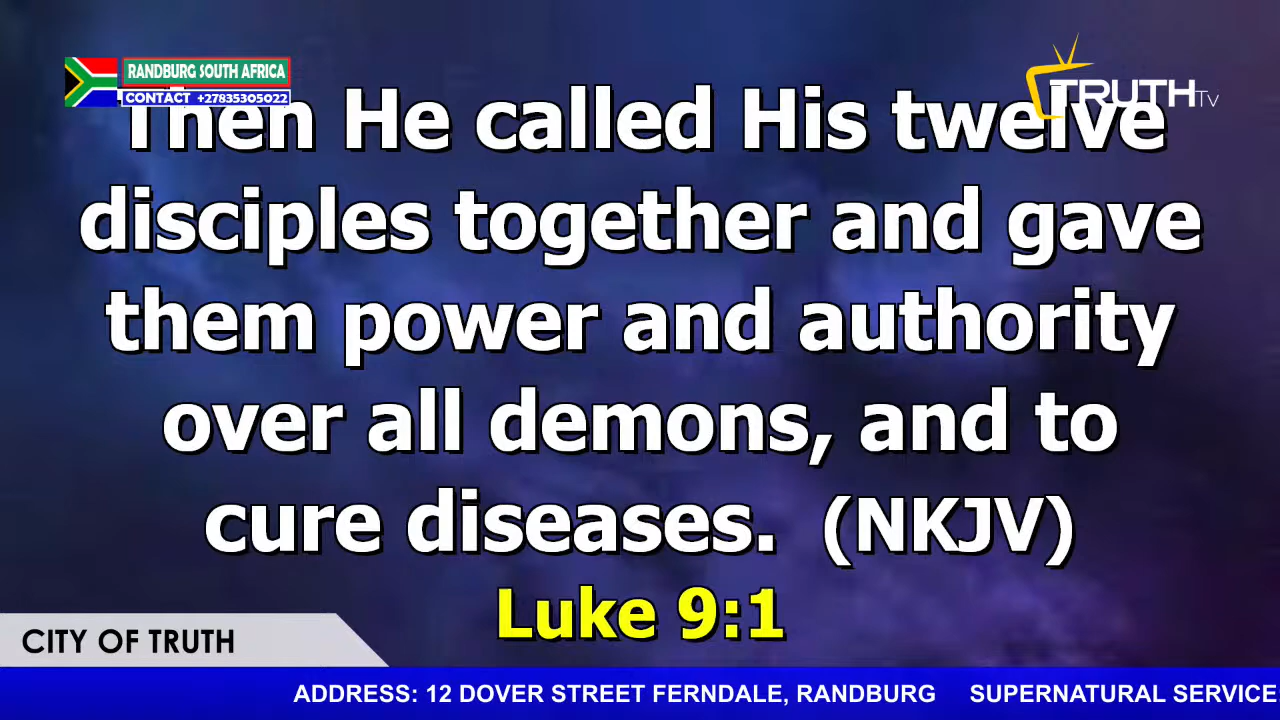 RANDBURG SOUTH AFRICA
CONTACT +27835305022
TRUTH TV
Then He called His twelve
disciples together and gave
them power and authority
over all demons, and to
cure diseases. (NKJV)
Luke 9:1
CITY OF TRUTH
ADDRESS: 12 DOVER STREET FERNDALE, RANDBURG SUPERNATURAL SERVICE